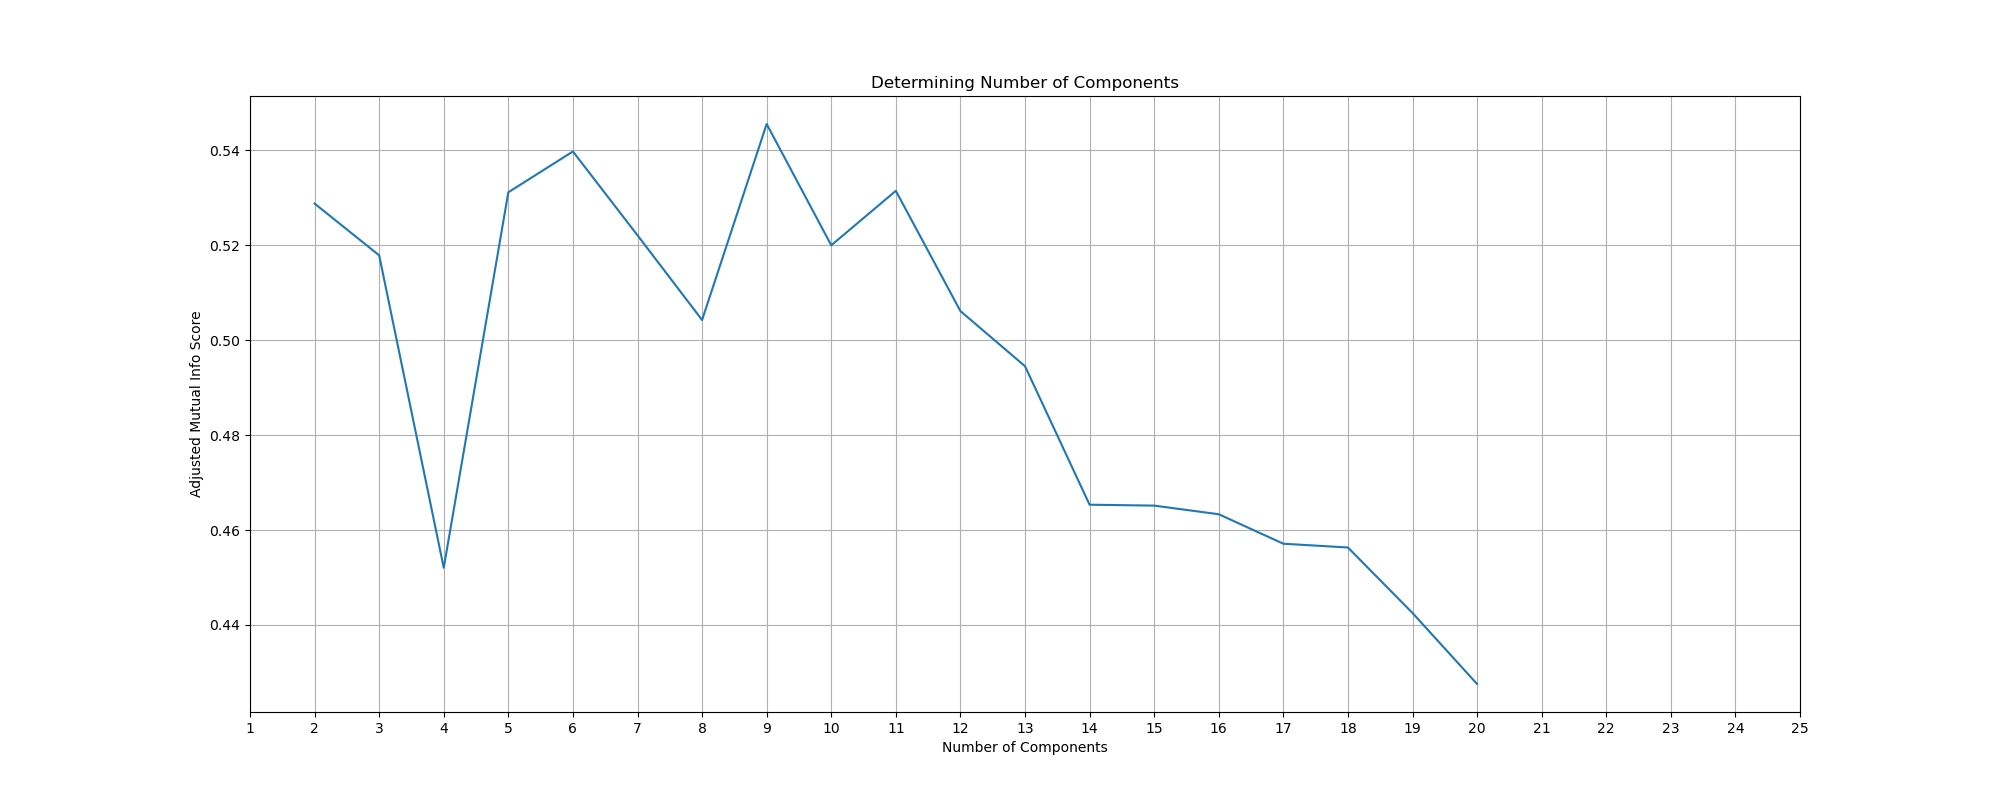 Determining Number of Components
0.54
0.52
0.50
0.48
0.46
0.44
Adjusted Mutual Info Score
1 2 3 4 5 6 7 8 9 10 11 12 13 14 15 16 17 18 19 20 21 22 23 24 25
Number of Components